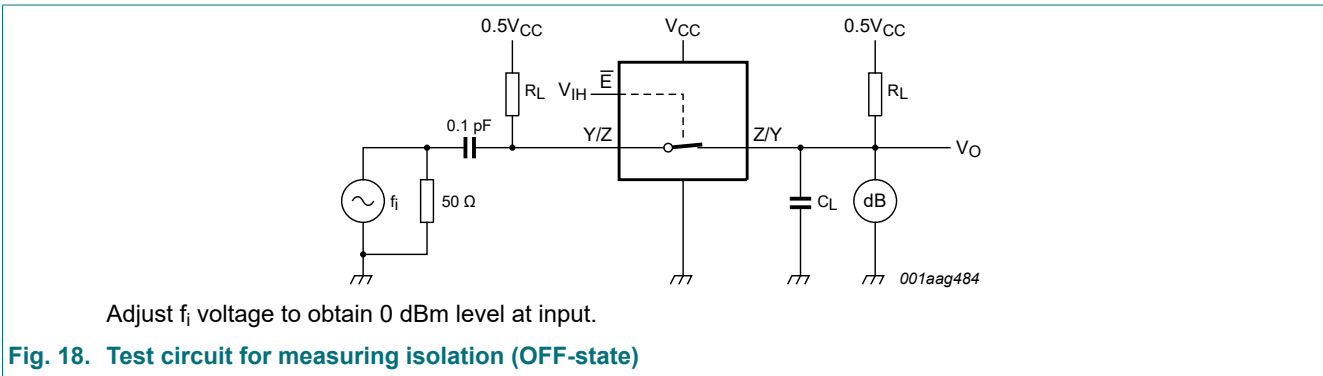 0.5VCC
VCC
0.5VCC
RL
VIH
E̅
RL
0.1 pF
Y/Z
Z/Y
VO
fi
50 Ω
CL
dB
001aag484
Adjust fi voltage to obtain 0 dBm level at input.
Fig. 18. Test circuit for measuring isolation (OFF-state)